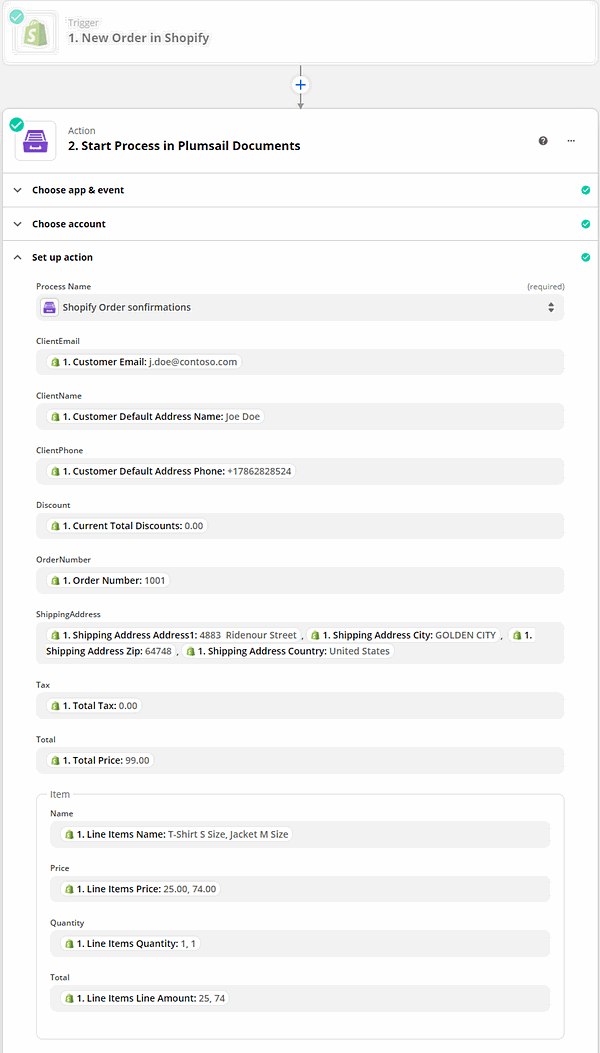 Trigger
1. New Order in Shopify
Action
2. Start Process in Plumsail Documents
Choose app & event
Choose account
Set up action
Process Name (required)
Shopify Order sonfirmations
ClientEmail
1. Customer Email: j.doe@contoso.com
ClientName
1. Customer Default Address Name: Joe Doe
ClientPhone
1. Customer Default Address Phone: +17862828524
Discount
1. Current Total Discounts: 0.00
OrderNumber
1. Order Number: 1001
ShippingAddress
1. Shipping Address Address1: 4883 Ridenour Street , 1. Shipping Address City: GOLDEN CITY , 1.
Shipping Address Zip: 64748 , 1. Shipping Address Country: United States
Tax
1. Total Tax: 0.00
Total
1. Total Price: 99.00
Item
Name
1. Line Items Name: T-Shirt S Size, Jacket M Size
Price
1. Line Items Price: 25.00, 74.00
Quantity
1. Line Items Quantity: 1, 1
Total
1. Line Items Line Amount: 25, 74